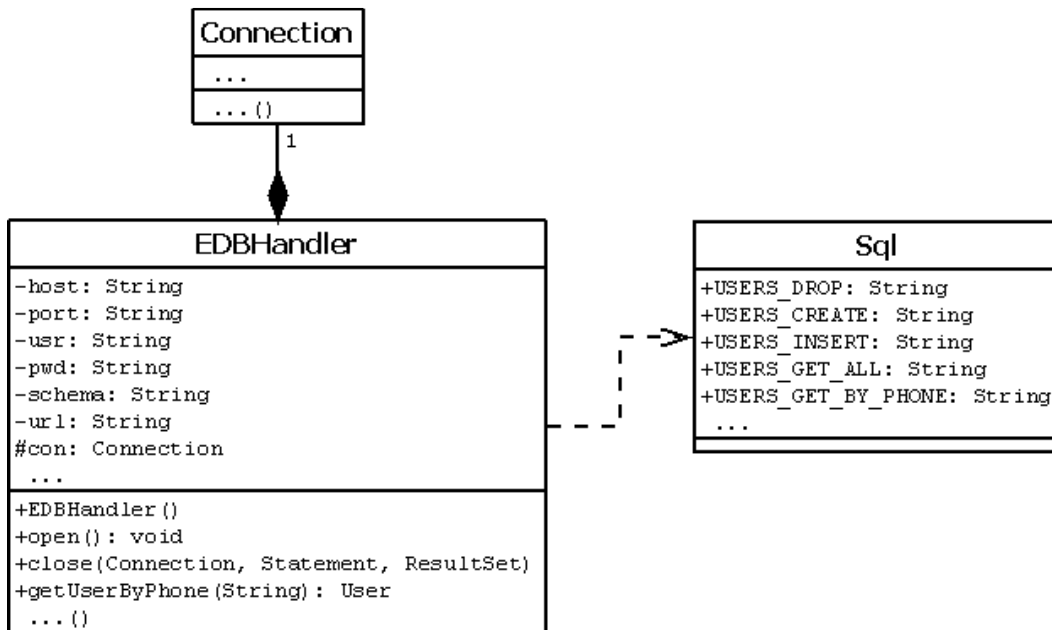 Connection
...
...()
1
EDBHandler
-host: String
-port: String
-usr: String
-pwd: String
-schema: String
-url: String
#con: Connection
...
+EDBHandler()
+open(): void
+close(Connection, Statement, ResultSet)
+getUserByPhone(String): User
...()
Sql
+USERS_DROP: String
+USERS_CREATE: String
+USERS_INSERT: String
+USERS_GET_ALL: String
+USERS_GET_BY_PHONE: String
...